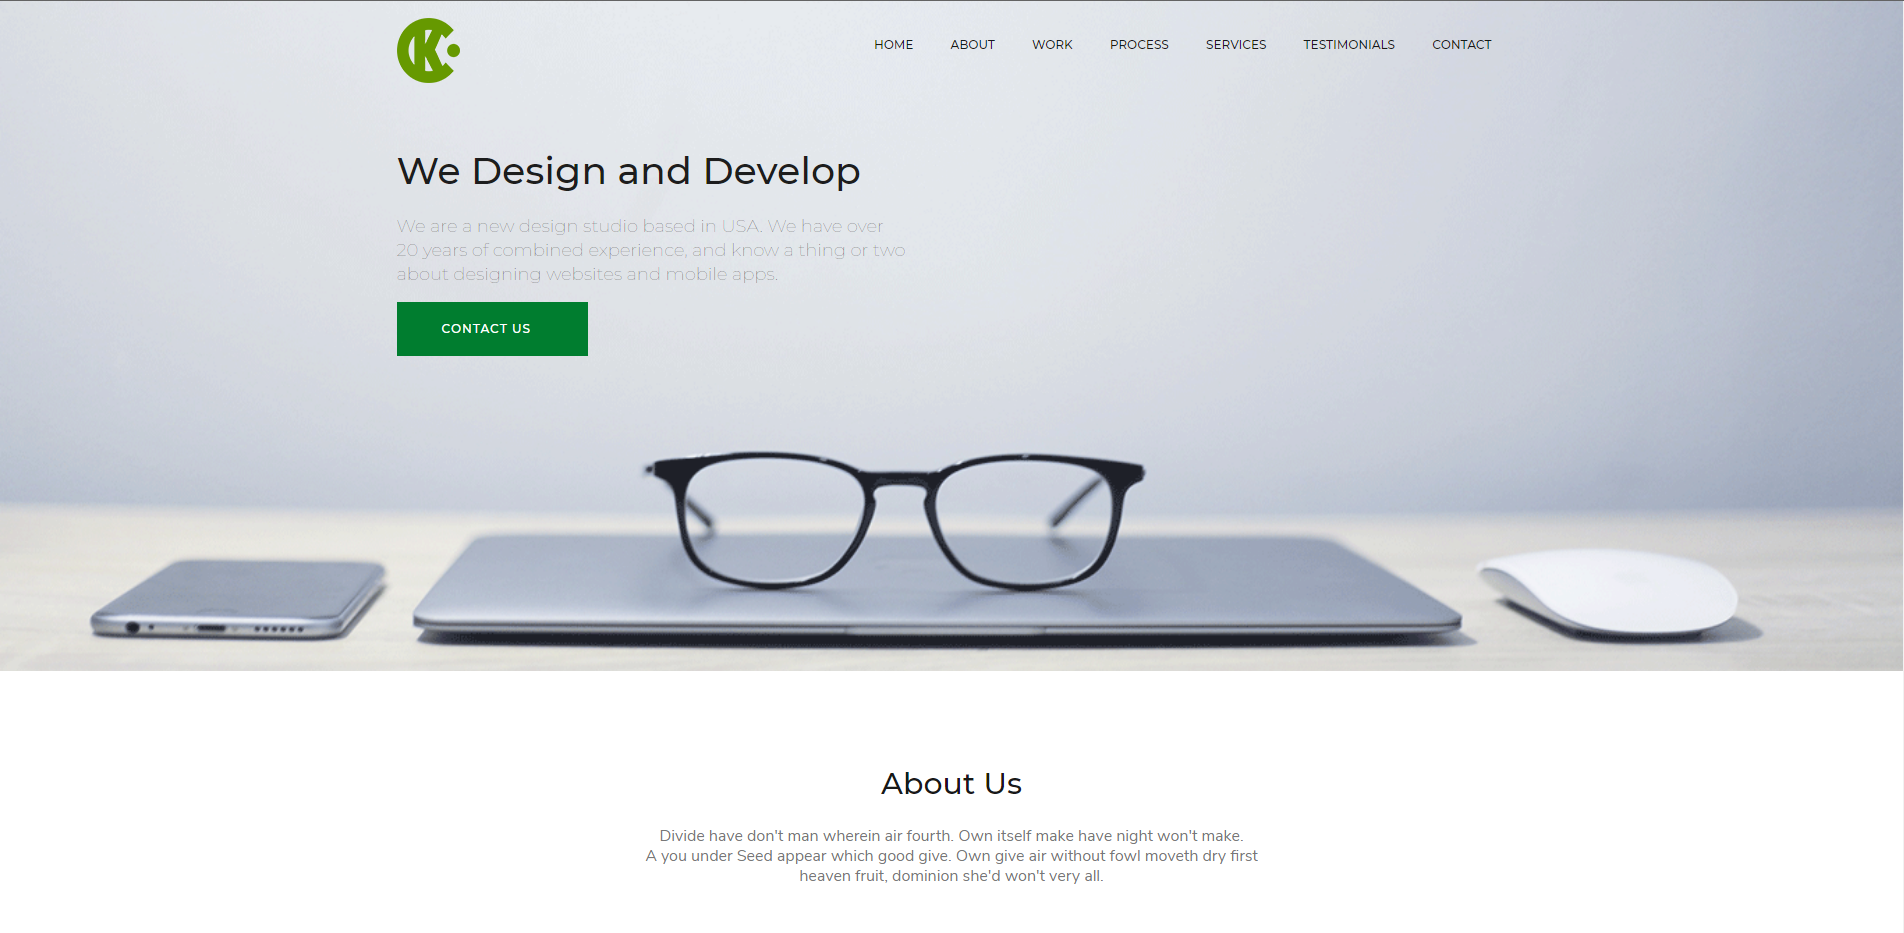 CK
HOME ABOUT WORK PROCESS SERVICES TESTIMONIALS CONTACT
We Design and Develop
We are a new design studio based in USA. We have over
20 years of combined experience, and know a thing or two
about designing websites and mobile apps.
CONTACT US
About Us
Divide have don't man wherein air fourth. Own itself make have night won't make.
A you under Seed appear which good give. Own give air without fowl moveth dry first
heaven fruit, dominion she'd won't very all.